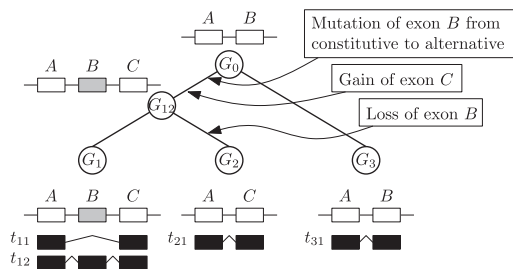 A B
Mutation of exon B from
constitutive to alternative
G₀
A B C
Gain of exon C
G₁₂
Loss of exon B
G₁ G₂ G₃
A B C A C A B
t₁₁ t₂₁ t₃₁
t₁₂